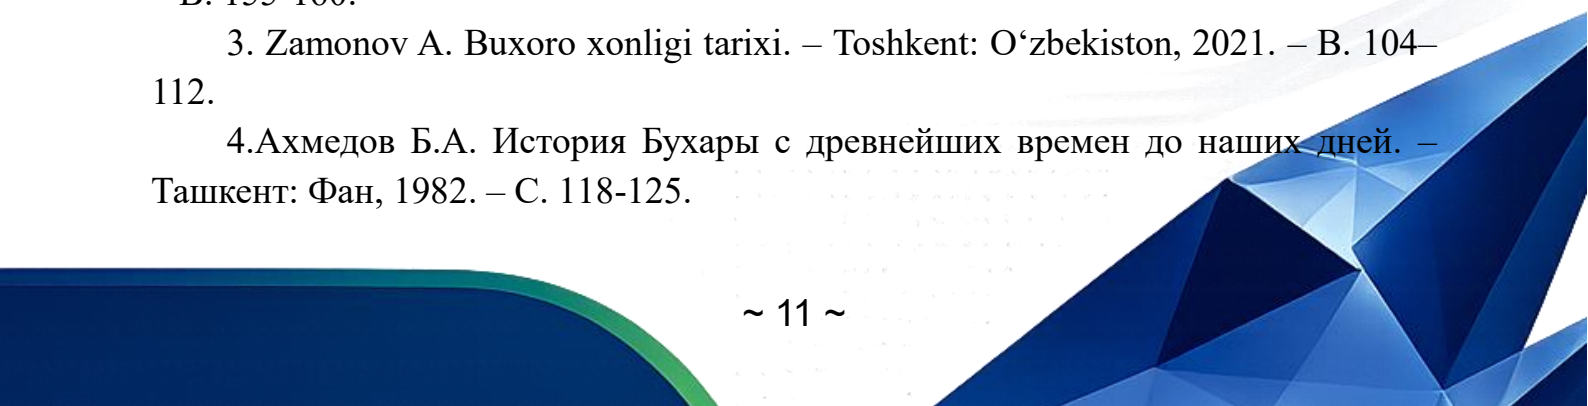 3. Zamonov A. Buxoro xonligi tarixi. – Toshkent: O‘zbekiston, 2021. – B. 104–
112.
4.Ахмедов Б.А. История Бухары с древнейших времен до наших дней. –
Ташкент: Фан, 1982. – С. 118-125.
~ 11 ~